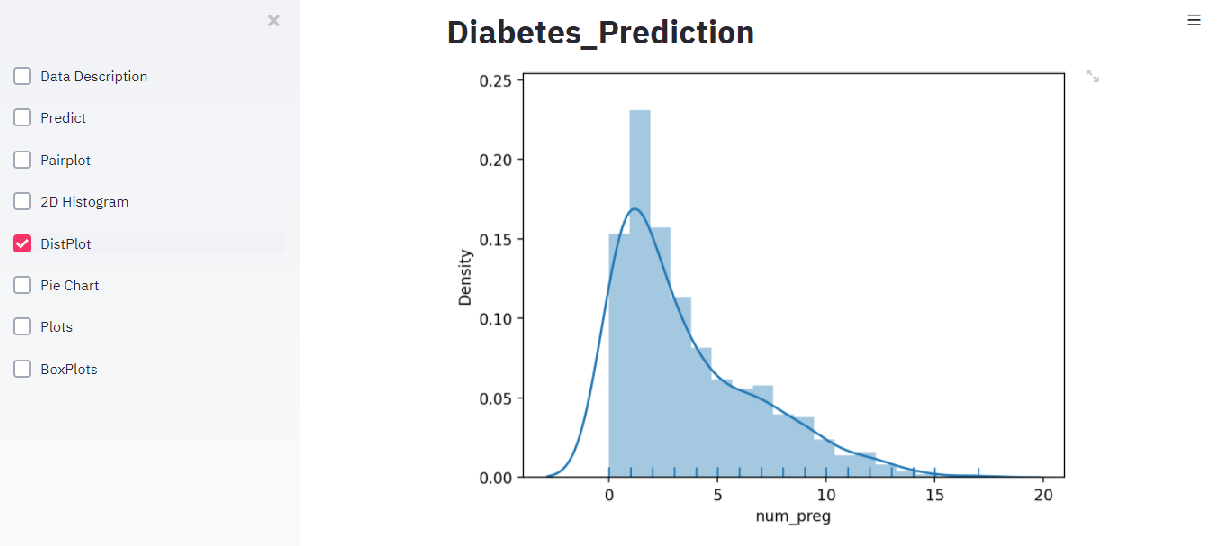 Data Description
Predict
Pairplot
2D Histogram
DistPlot
Pie Chart
Plots
BoxPlots
Diabetes_Prediction
0.25
0.20
0.15
0.10
0.05
0.00
Density
0 5 10 15 20
num_preg